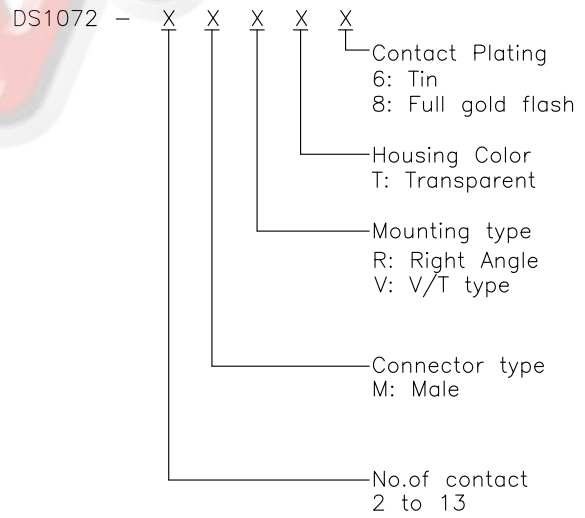 DS1072 - X X X X X
Contact Plating
6: Tin
8: Full gold flash
Housing Color
T: Transparent
Mounting type
R: Right Angle
V: V/T type
Connector type
M: Male
No.of contact
2 to 13